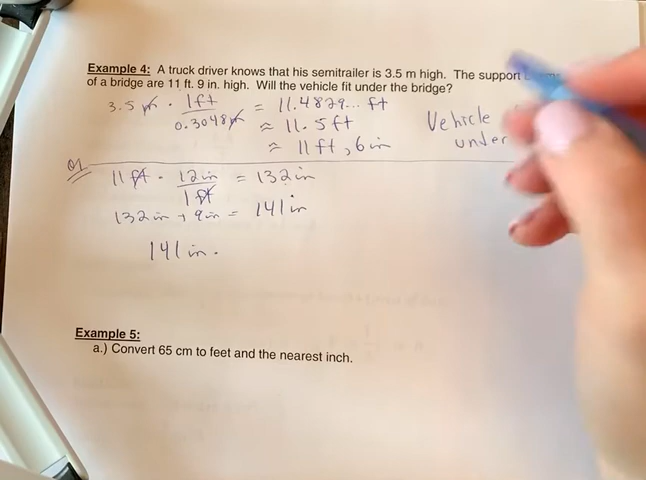 Example 4: A truck driver knows that his semitrailer is 3.5 m high. The support
of a bridge are 11 ft. 9 in. high. Will the vehicle fit under the bridge?
3.5 m · 1 ft / 0.3048 m = 11.4829... ft
≈ 11.5 ft
≈ 11 ft, 6 in
Vehicle
under
Or
11 ft · 12 in / 1 ft = 132 in
132 in + 9 in = 141 in
141 in.
Example 5:
a.) Convert 65 cm to feet and the nearest inch.